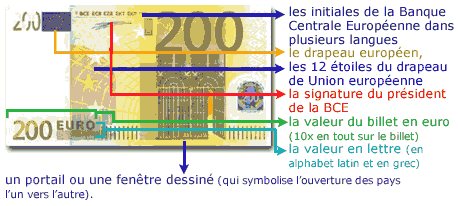 les initiales de la Banque
Centrale Européenne dans
plusieurs langues
le drapeau européen,
les 12 étoiles du drapeau
de Union européenne
la signature du président
de la BCE
la valeur du billet en euro
(10x en tout sur le billet)
la valeur en lettre (en
alphabet latin et en grec)
200
BCE ECB
200
200 EURO
un portail ou une fenêtre dessiné (qui symbolise l'ouverture des pays
l'un vers l'autre).